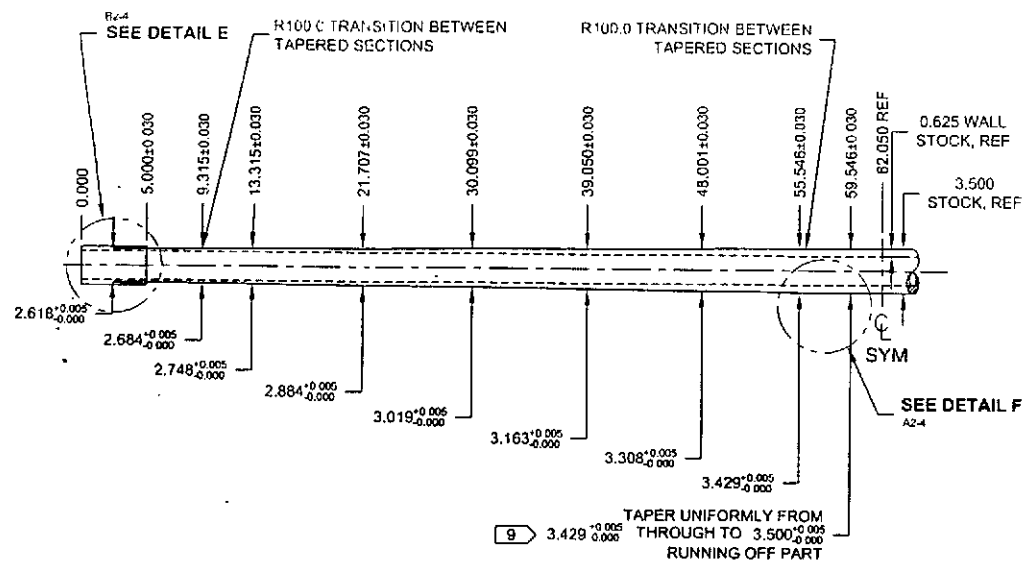 B2-4
SEE DETAIL E
R100.0 TRANSITION BETWEEN
TAPERED SECTIONS
R100.0 TRANSITION BETWEEN
TAPERED SECTIONS
0.000
5.000±0.030
9.315±0.030
13.315±0.030
21.707±0.030
30.099±0.030
39.050±0.030
48.001±0.030
55.546±0.030
59.546±0.030
62.050 REF
0.625 WALL
STOCK, REF
3.500
STOCK, REF
2.618 +0.005 -0.000
2.684 +0.005 -0.000
2.748 +0.005 -0.000
2.884 +0.005 -0.000
3.019 +0.005 -0.000
3.163 +0.005 -0.000
3.308 +0.005 -0.000
3.429 +0.005 -0.000
℄
SYM
SEE DETAIL F
A2-4
TAPER UNIFORMLY FROM
9 3.429 +0.005 0.000 THROUGH TO 3.500 +0.005 -0.000
RUNNING OFF PART